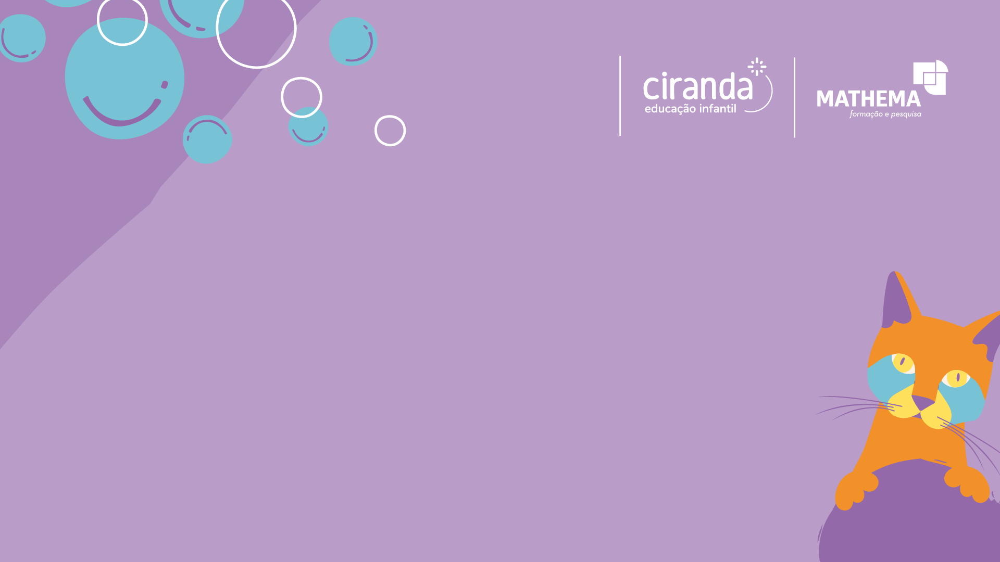 ciranda
educação infantil
MATHEMA
formação e pesquisa